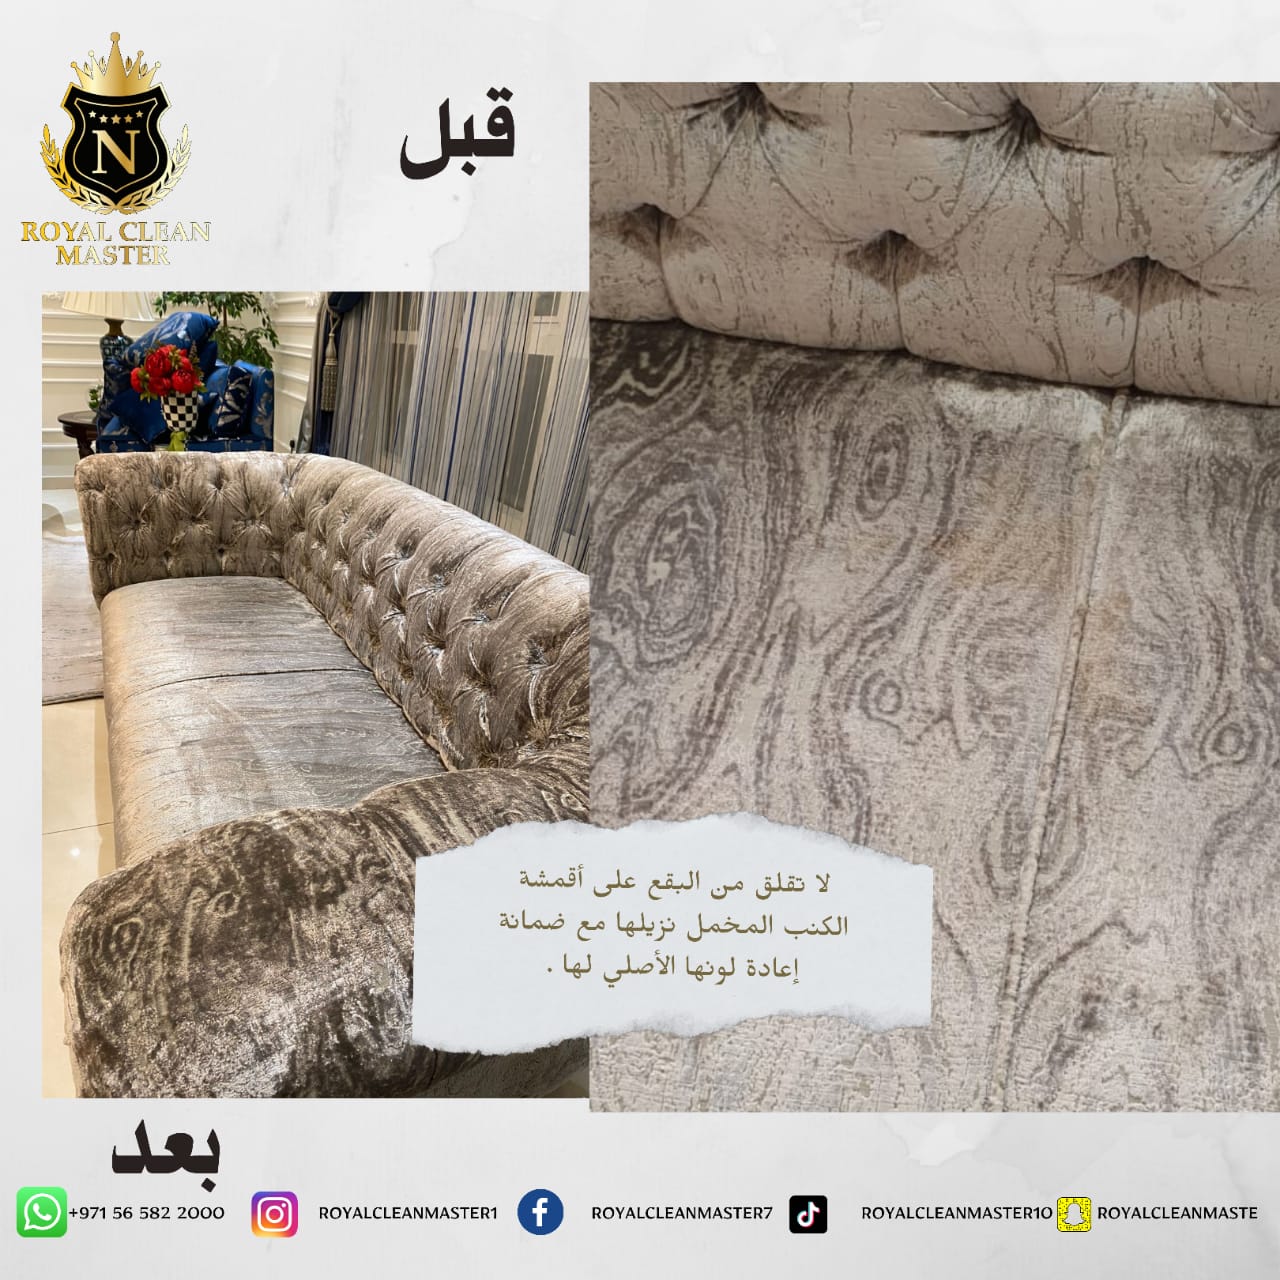 N
ROYAL CLEAN
MASTER
قبل
لا تقلق من البقع على أقمشة
الكنب المخمل نزيلها مع ضمانة
إعادة لونها الأصلي لها .
بعد
+971 56 582 2000
ROYALCLEANMASTER1
ROYALCLEANMASTER7
ROYALCLEANMASTER10
ROYALCLEANMASTE